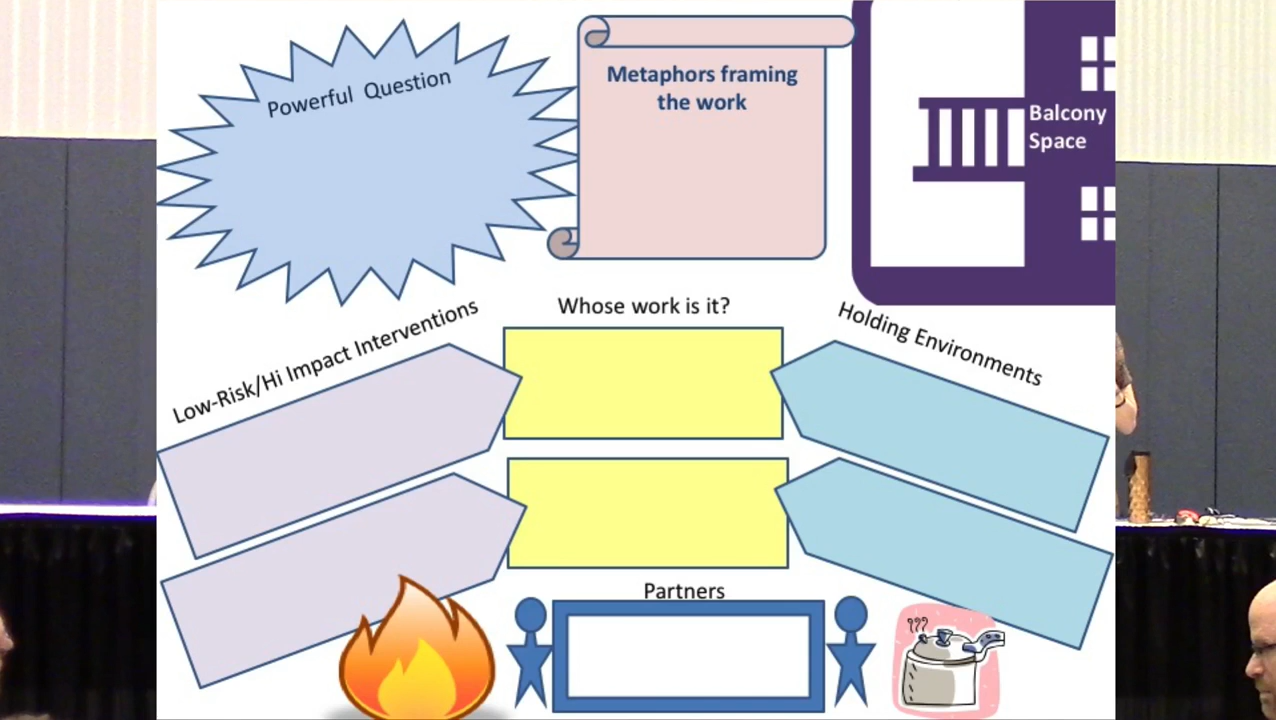 Powerful Question
Metaphors framing
the work
Balcony
Space
Low-Risk/Hi Impact Interventions
Whose work is it?
Holding Environments
Partners
???